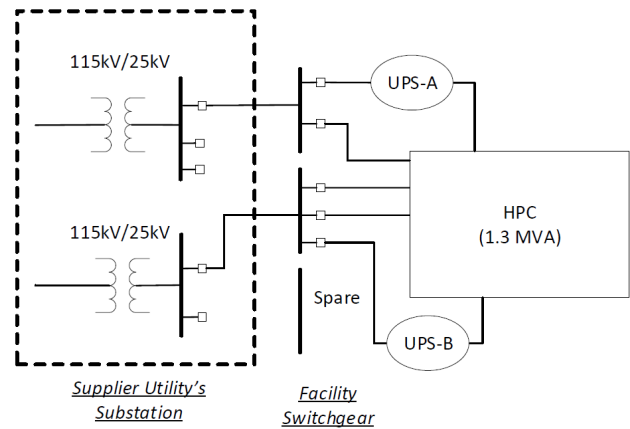 115kV/25kV
UPS-A
HPC
(1.3 MVA)
115kV/25kV
Spare
UPS-B
Supplier Utility's
Substation
Facility
Switchgear